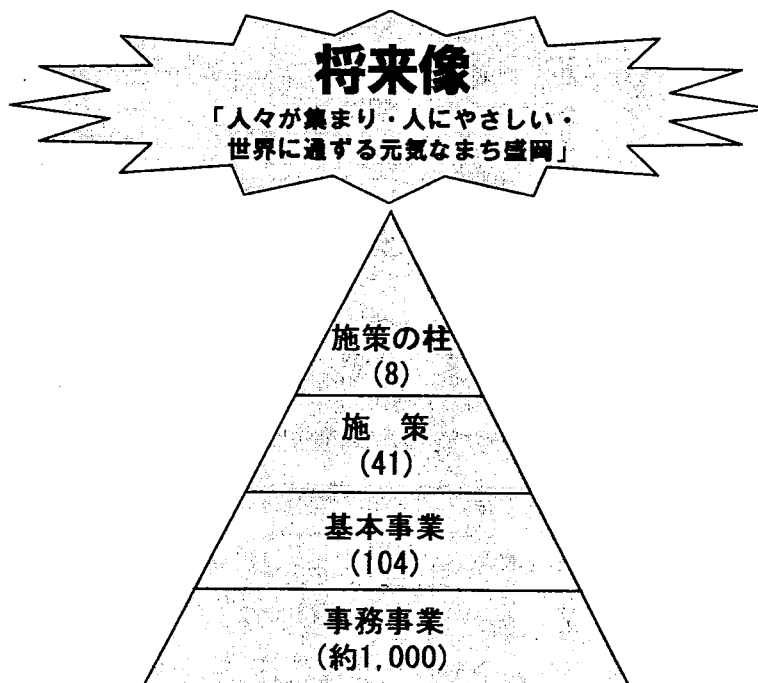 将来像
「人々が集まり・人にやさしい・
世界に通ずる元気なまち盛岡」
施策の柱
(8)
施 策
(41)
基本事業
(104)
事務事業
(約1,000)